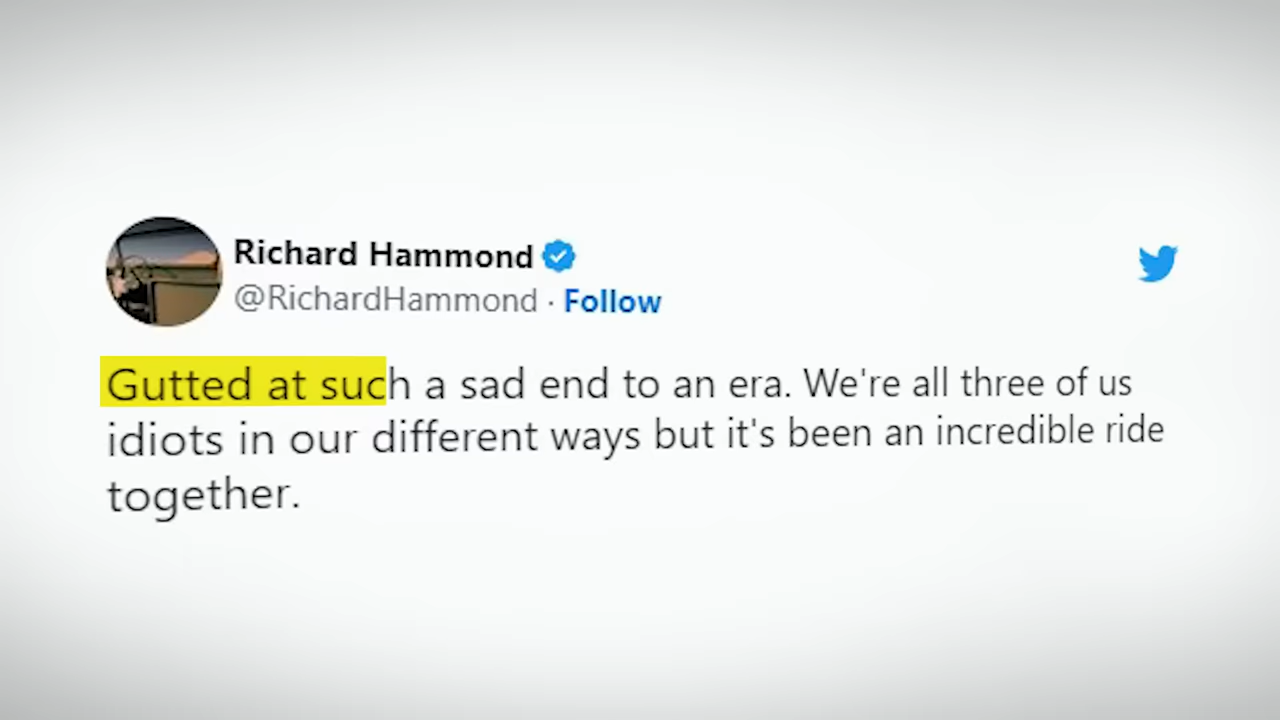 Richard Hammond
@RichardHammond · Follow
Gutted at such a sad end to an era. We're all three of us
idiots in our different ways but it's been an incredible ride
together.